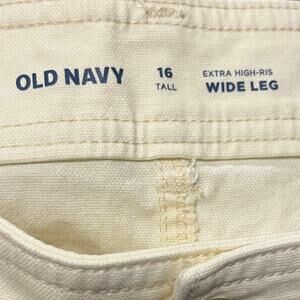 OLD NAVY
16
TALL
EXTRA HIGH-RIS
WIDE LEG